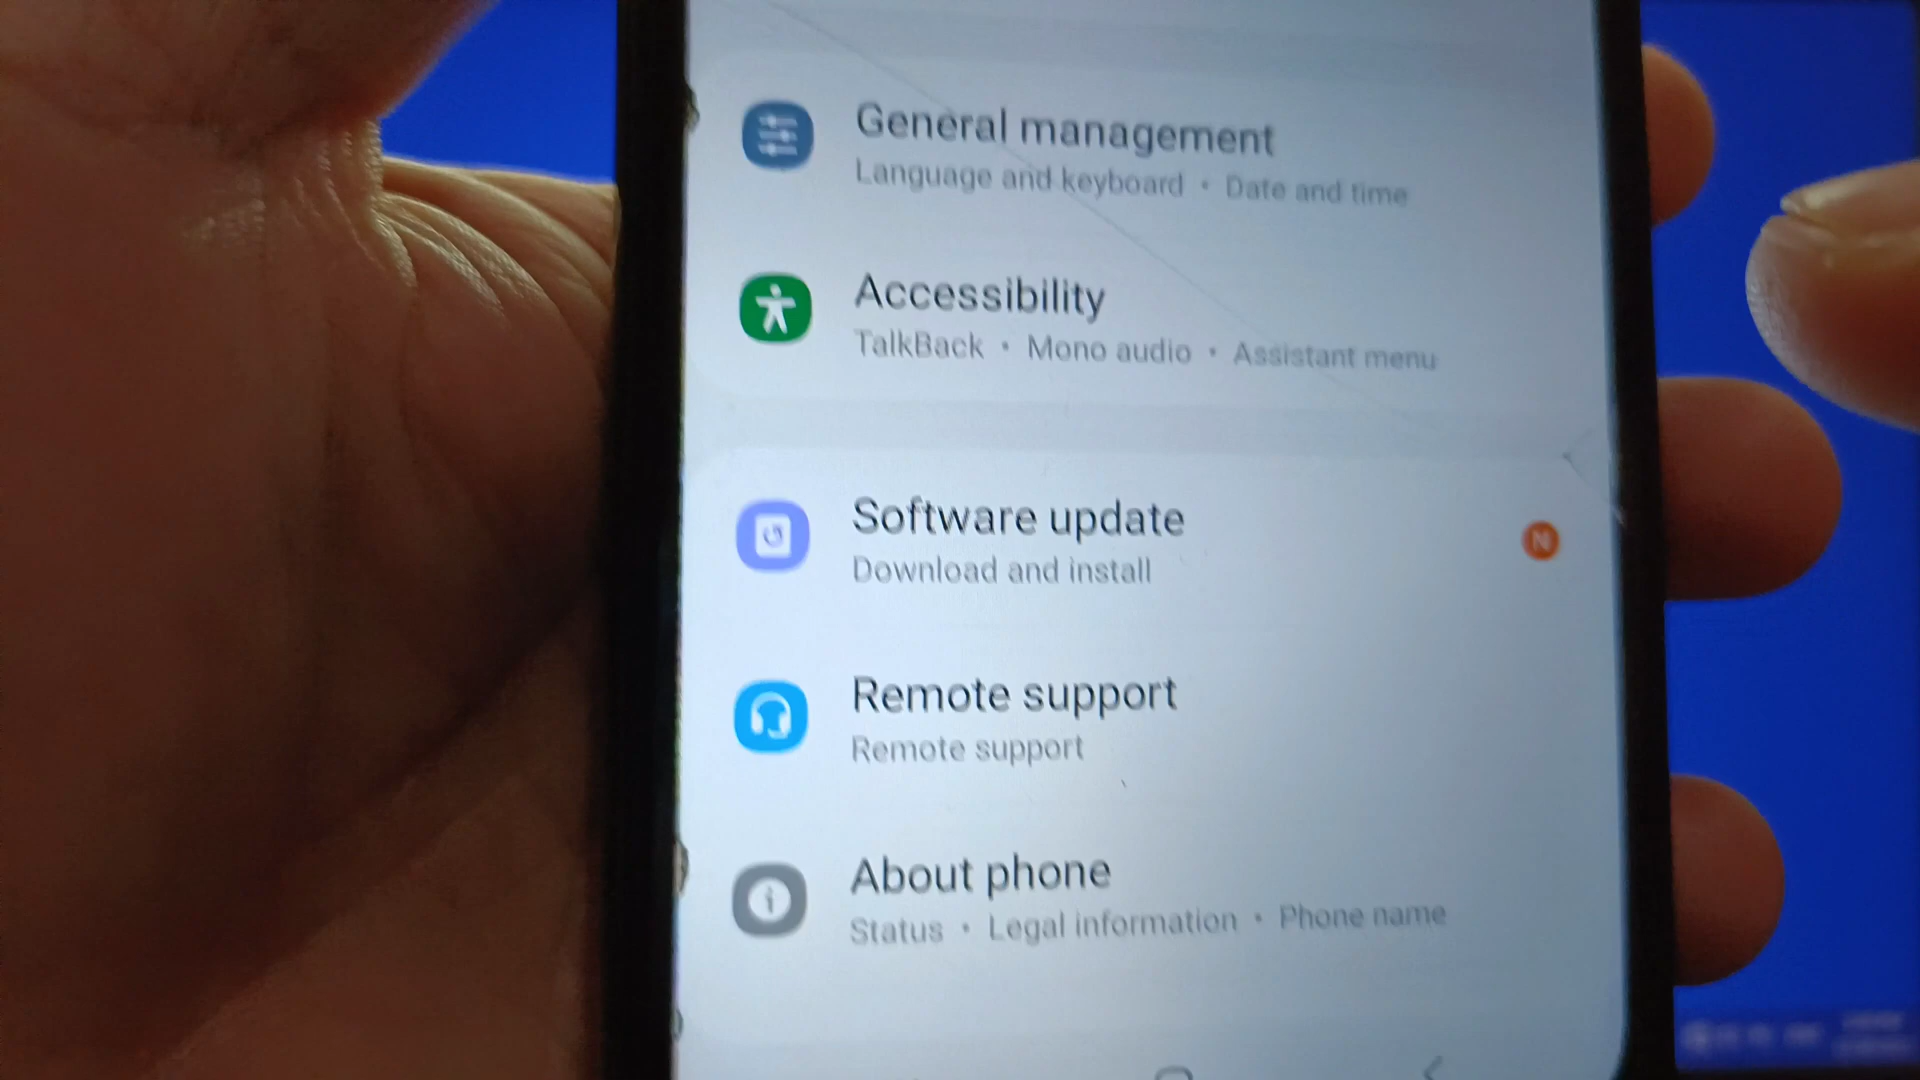 General management
Language and keyboard • Date and time
Accessibility
TalkBack • Mono audio • Assistant menu
Software update
N
Download and install
Remote support
Remote support
About phone
Status • Legal information • Phone name